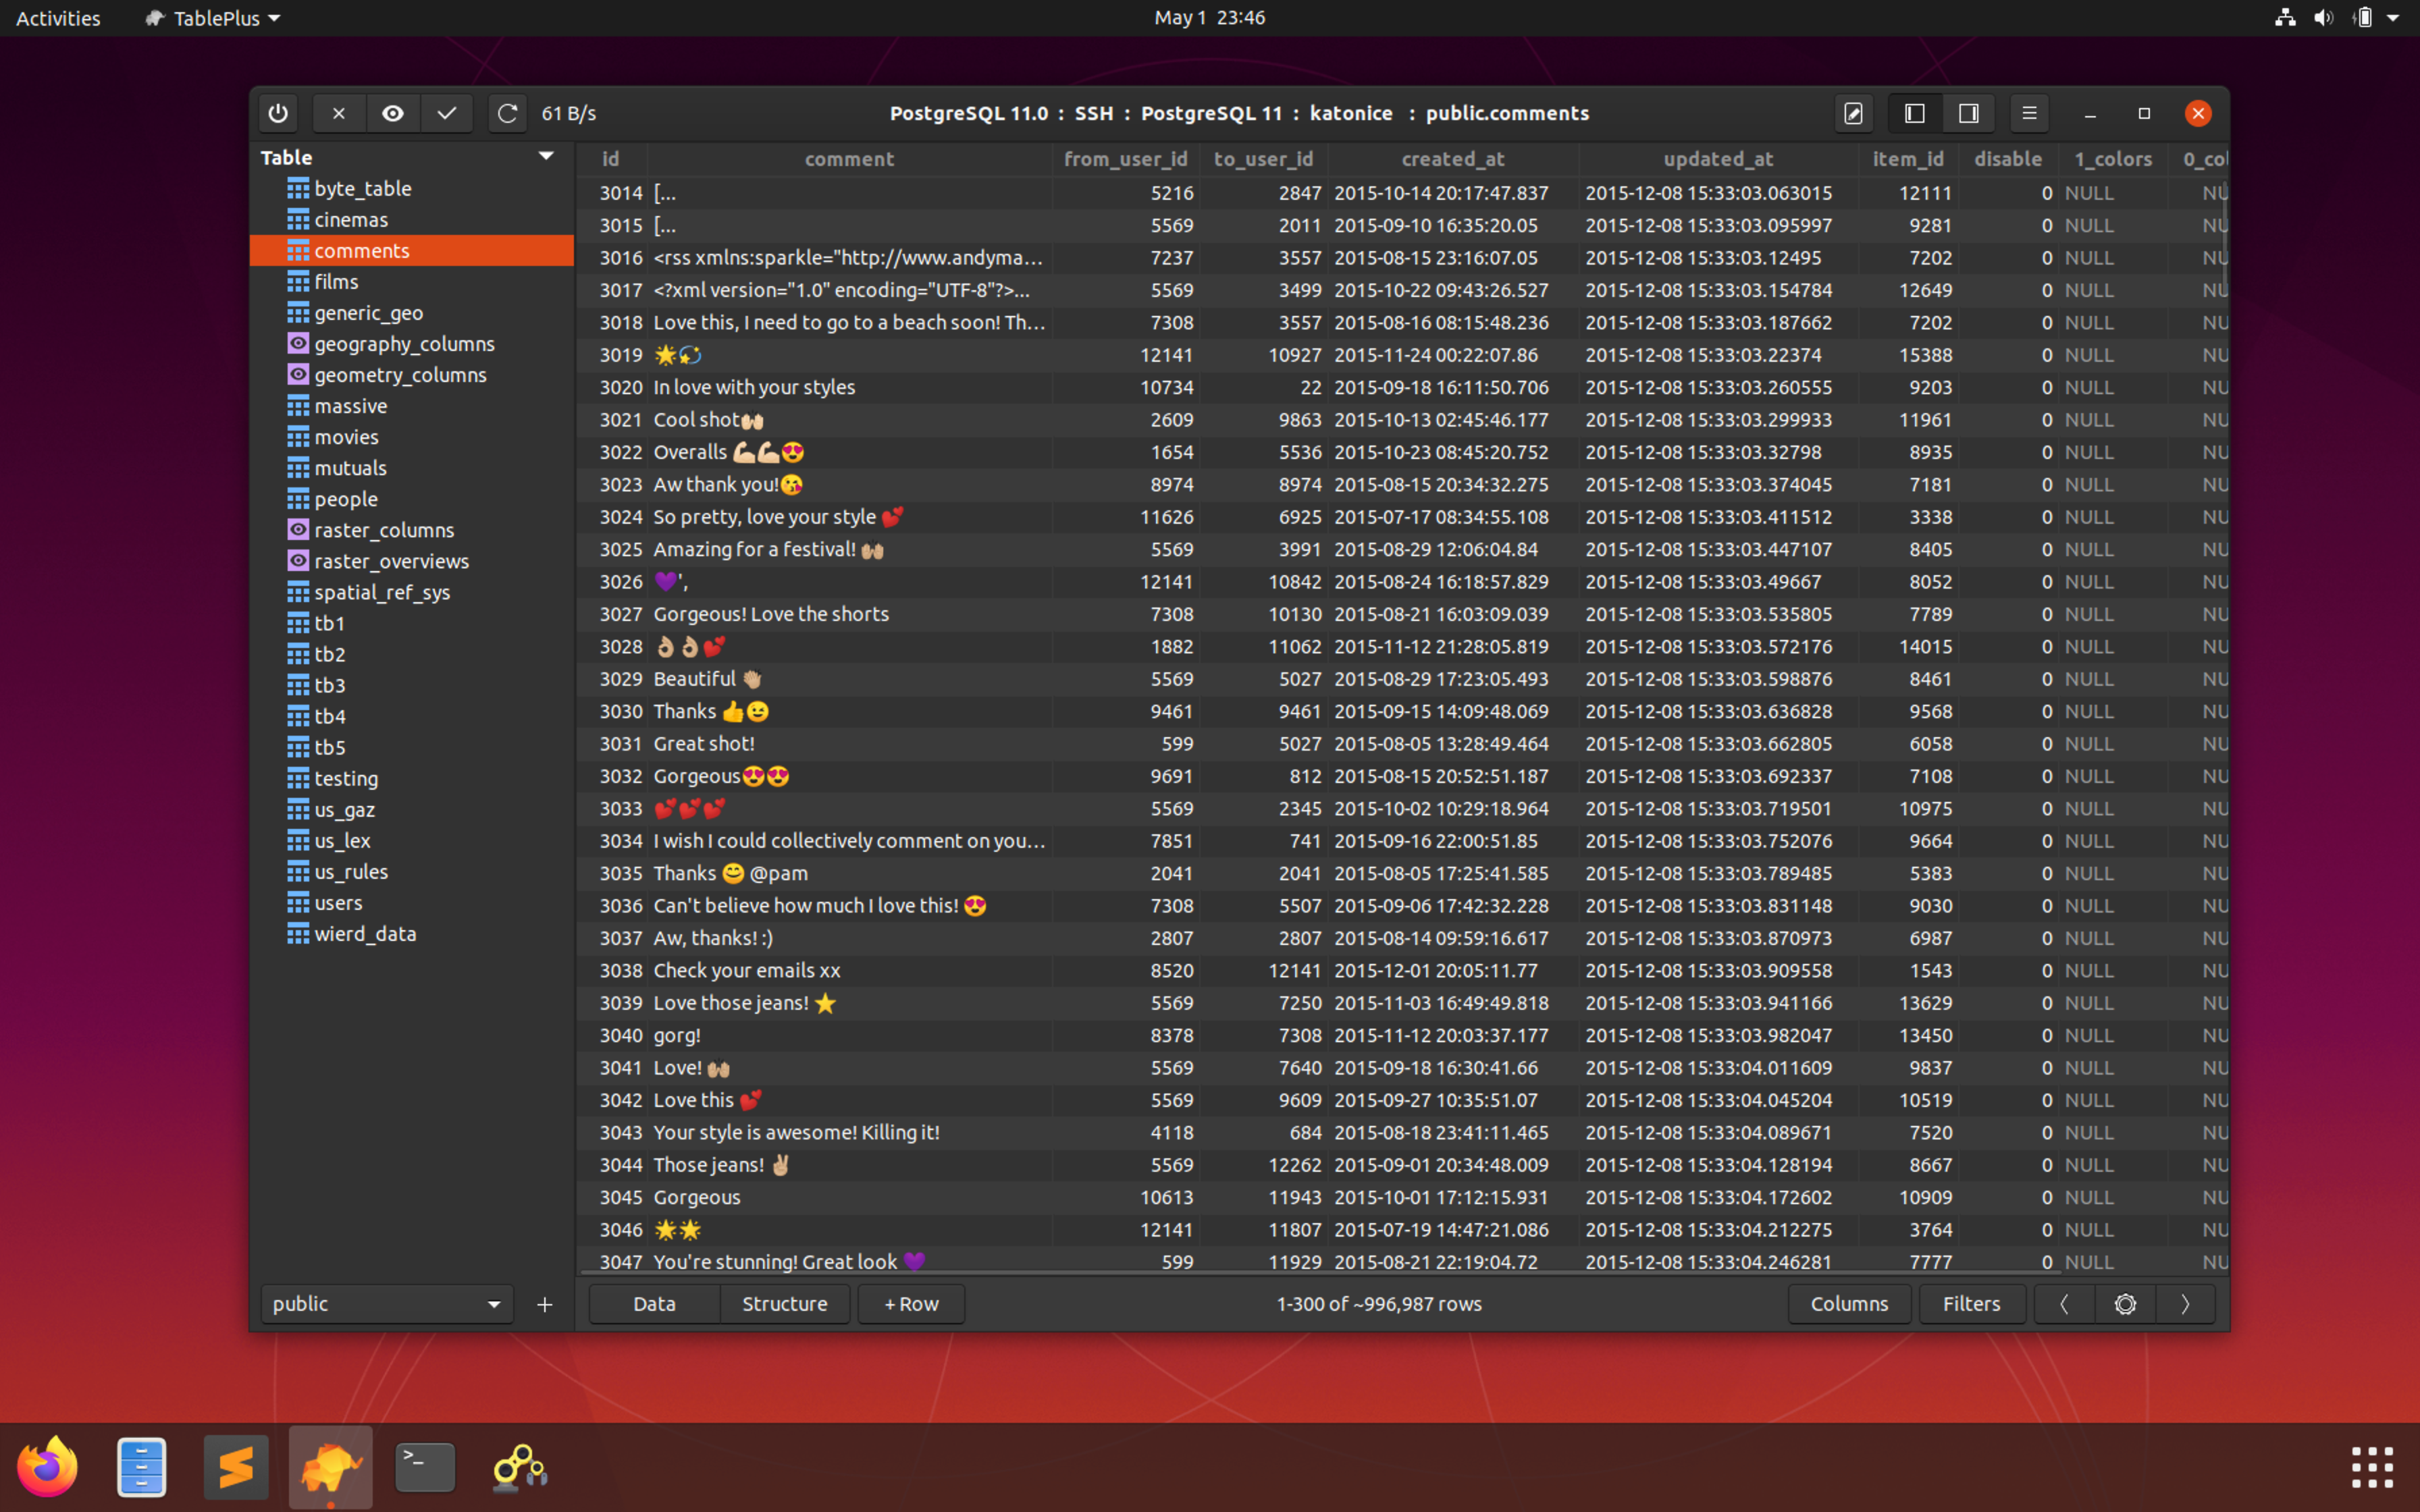 Activities TablePlus May 1 23:46
61 B/s PostgreSQL 11.0 : SSH : PostgreSQL 11 : katonice : public.comments
Table
byte_table
cinemas
comments
films
generic_geo
geography_columns
geometry_columns
massive
movies
mutuals
people
raster_columns
raster_overviews
spatial_ref_sys
tb1
tb2
tb3
tb4
tb5
testing
us_gaz
us_lex
us_rules
users
wierd_data
public
id comment from_user_id to_user_id created_at updated_at item_id disable 1_colors 0_col
3014 [... 5216 2847 2015-10-14 20:17:47.837 2015-12-08 15:33:03.063015 12111 0 NULL NU
3015 [... 5569 2011 2015-09-10 16:35:20.05 2015-12-08 15:33:03.095997 9281 0 NULL NU
3016 <rss xmlns:sparkle="http://www.andyma... 7237 3557 2015-08-15 23:16:07.05 2015-12-08 15:33:03.12495 7202 0 NULL NU
3017 <?xml version="1.0" encoding="UTF-8"?>... 5569 3499 2015-10-22 09:43:26.527 2015-12-08 15:33:03.154784 12649 0 NULL NU
3018 Love this, I need to go to a beach soon! Th... 7308 3557 2015-08-16 08:15:48.236 2015-12-08 15:33:03.187662 7202 0 NULL NU
3019 🌟💫 12141 10927 2015-11-24 00:22:07.86 2015-12-08 15:33:03.22374 15388 0 NULL NU
3020 In love with your styles 10734 22 2015-09-18 16:11:50.706 2015-12-08 15:33:03.260555 9203 0 NULL NU
3021 Cool shot🙌🏻 2609 9863 2015-10-13 02:45:46.177 2015-12-08 15:33:03.299933 11961 0 NULL NU
3022 Overalls 💪🏻💪🏻😍 1654 5536 2015-10-23 08:45:20.752 2015-12-08 15:33:03.32798 8935 0 NULL NU
3023 Aw thank you!😘 8974 8974 2015-08-15 20:34:32.275 2015-12-08 15:33:03.374045 7181 0 NULL NU
3024 So pretty, love your style 💕 11626 6925 2015-07-17 08:34:55.108 2015-12-08 15:33:03.411512 3338 0 NULL NU
3025 Amazing for a festival! 🙌🏼 5569 3991 2015-08-29 12:06:04.84 2015-12-08 15:33:03.447107 8405 0 NULL NU
3026 💜', 12141 10842 2015-08-24 16:18:57.829 2015-12-08 15:33:03.49667 8052 0 NULL NU
3027 Gorgeous! Love the shorts 7308 10130 2015-08-21 16:03:09.039 2015-12-08 15:33:03.535805 7789 0 NULL NU
3028 👌🏼👌🏼💕 1882 11062 2015-11-12 21:28:05.819 2015-12-08 15:33:03.572176 14015 0 NULL NU
3029 Beautiful 👏🏼 5569 5027 2015-08-29 17:23:05.493 2015-12-08 15:33:03.598876 8461 0 NULL NU
3030 Thanks 👍😉 9461 9461 2015-09-15 14:09:48.069 2015-12-08 15:33:03.636828 9568 0 NULL NU
3031 Great shot! 599 5027 2015-08-05 13:28:49.464 2015-12-08 15:33:03.662805 6058 0 NULL NU
3032 Gorgeous😍😍 9691 812 2015-08-15 20:52:51.187 2015-12-08 15:33:03.692337 7108 0 NULL NU
3033 💕💕💕 5569 2345 2015-10-02 10:29:18.964 2015-12-08 15:33:03.719501 10975 0 NULL NU
3034 I wish I could collectively comment on you... 7851 741 2015-09-16 22:00:51.85 2015-12-08 15:33:03.752076 9664 0 NULL NU
3035 Thanks 😊 @pam 2041 2041 2015-08-05 17:25:41.585 2015-12-08 15:33:03.789485 5383 0 NULL NU
3036 Can't believe how much I love this! 😍 7308 5507 2015-09-06 17:42:32.228 2015-12-08 15:33:03.831148 9030 0 NULL NU
3037 Aw, thanks! :) 2807 2807 2015-08-14 09:59:16.617 2015-12-08 15:33:03.870973 6987 0 NULL NU
3038 Check your emails xx 8520 12141 2015-12-01 20:05:11.77 2015-12-08 15:33:03.909558 1543 0 NULL NU
3039 Love those jeans! ⭐ 5569 7250 2015-11-03 16:49:49.818 2015-12-08 15:33:03.941166 13629 0 NULL NU
3040 gorg! 8378 7308 2015-11-12 20:03:37.177 2015-12-08 15:33:03.982047 13450 0 NULL NU
3041 Love! 🙌🏼 5569 7640 2015-09-18 16:30:41.66 2015-12-08 15:33:04.011609 9837 0 NULL NU
3042 Love this 💕 5569 9609 2015-09-27 10:35:51.07 2015-12-08 15:33:04.045204 10519 0 NULL NU
3043 Your style is awesome! Killing it! 4118 684 2015-08-18 23:41:11.465 2015-12-08 15:33:04.089671 7520 0 NULL NU
3044 Those jeans! ✌🏼 5569 12262 2015-09-01 20:34:48.009 2015-12-08 15:33:04.128194 8667 0 NULL NU
3045 Gorgeous 10613 11943 2015-10-01 17:12:15.931 2015-12-08 15:33:04.172602 10909 0 NULL NU
3046 🌟🌟 12141 11807 2015-07-19 14:47:21.086 2015-12-08 15:33:04.212275 3764 0 NULL NU
3047 You're stunning! Great look 💜 599 11929 2015-08-21 22:19:04.72 2015-12-08 15:33:04.246281 7777 0 NULL NU
Data Structure + Row 1-300 of ~996,987 rows Columns Filters